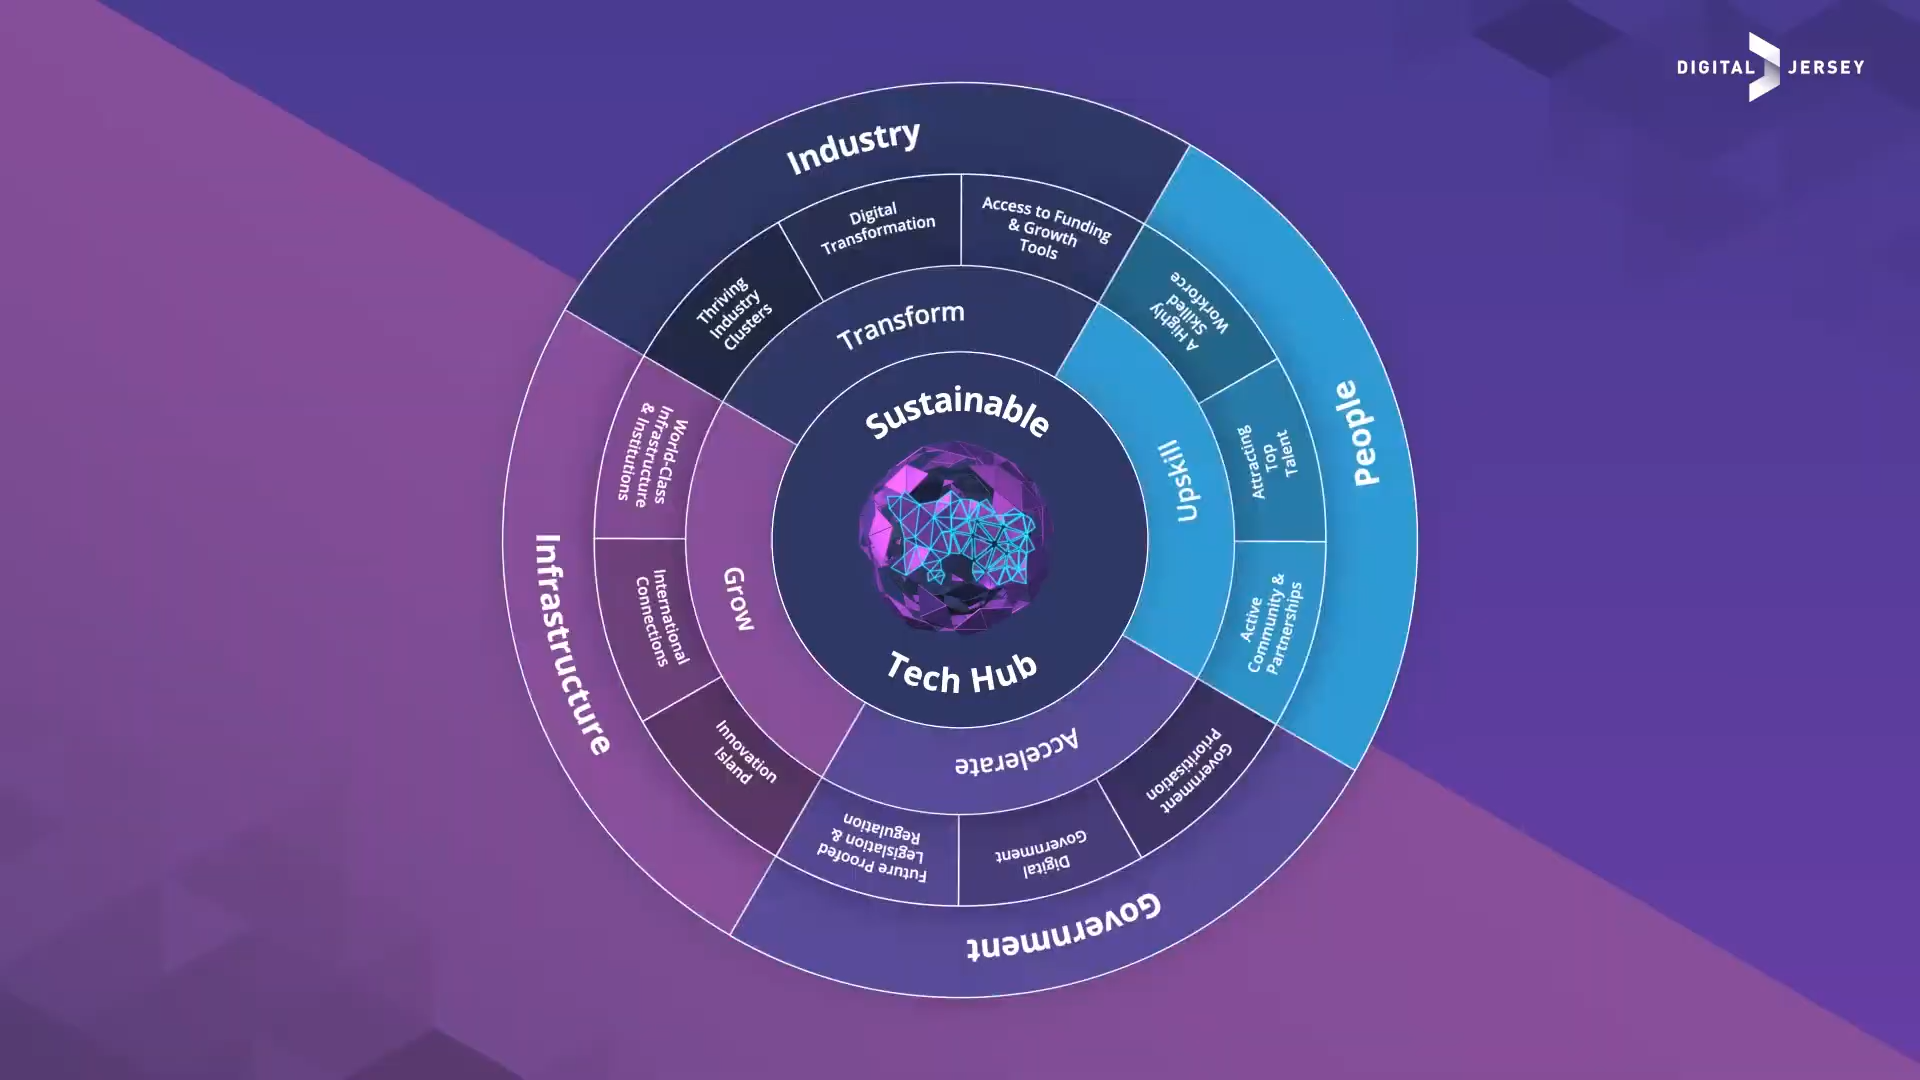 DIGITAL JERSEY
Industry
Thriving
Industry
Clusters
Digital
Transformation
Access to Funding
& Growth
Tools
Transform
People
A Highly
Skilled
Workforce
Attracting
Top
Talent
Active
Community &
Partnerships
Upskill
Government
Government
Prioritisation
Digital
Government
Future Proofed
Legislation &
Regulation
Accelerate
Infrastructure
World-Class
Infrastructure
& Institutions
International
Connections
Innovation
Island
Grow
Sustainable
Tech Hub